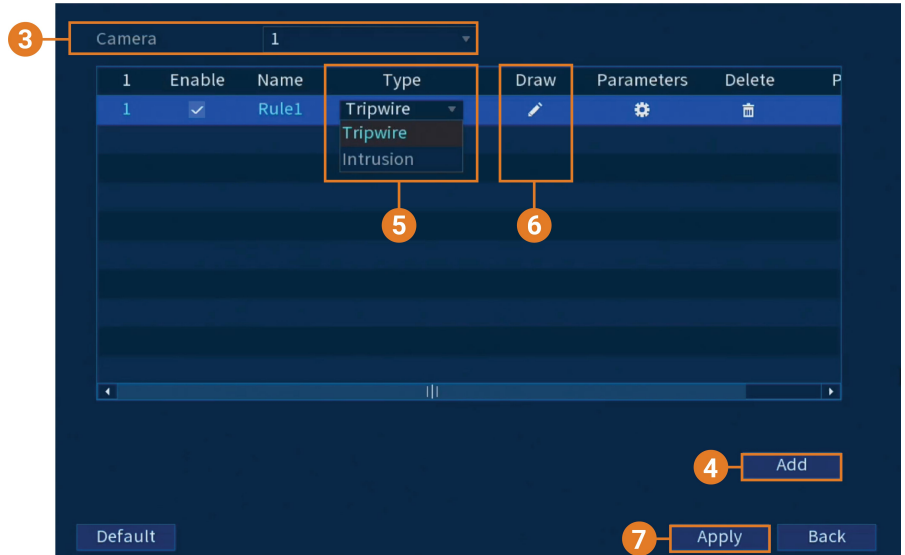 3 Camera 1
1 Enable Name Type Draw Parameters Delete P
1 Rule1 Tripwire
Tripwire
Intrusion
5 6
4 Add
Default 7 Apply Back